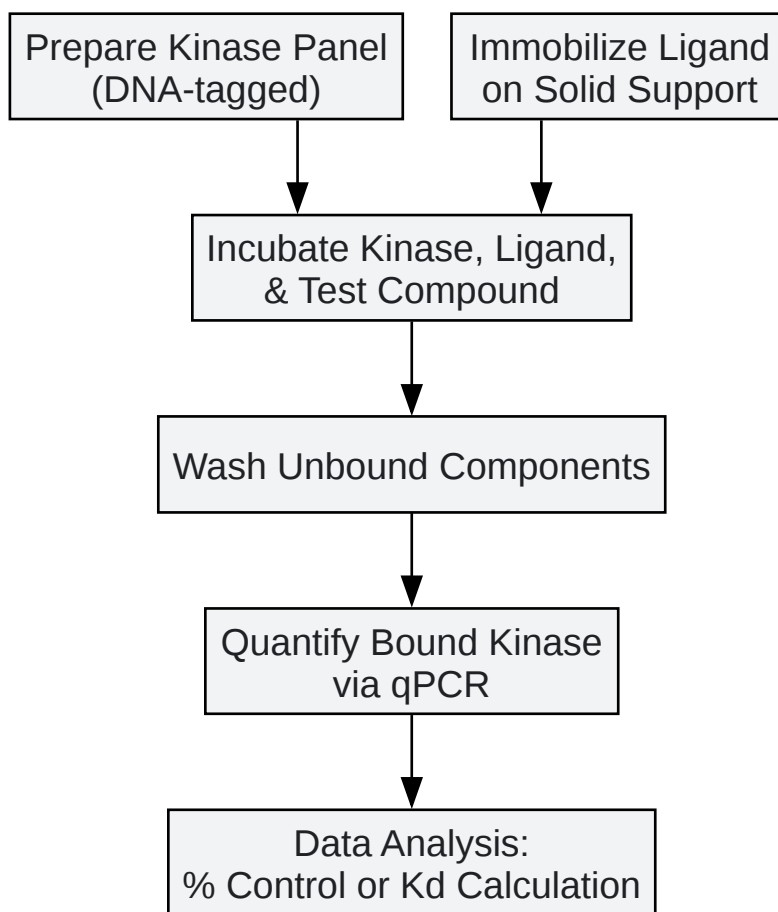 Prepare Kinase Panel
(DNA-tagged)
Immobilize Ligand
on Solid Support
Incubate Kinase, Ligand,
& Test Compound
Wash Unbound Components
Quantify Bound Kinase
via qPCR
Data Analysis:
% Control or Kd Calculation